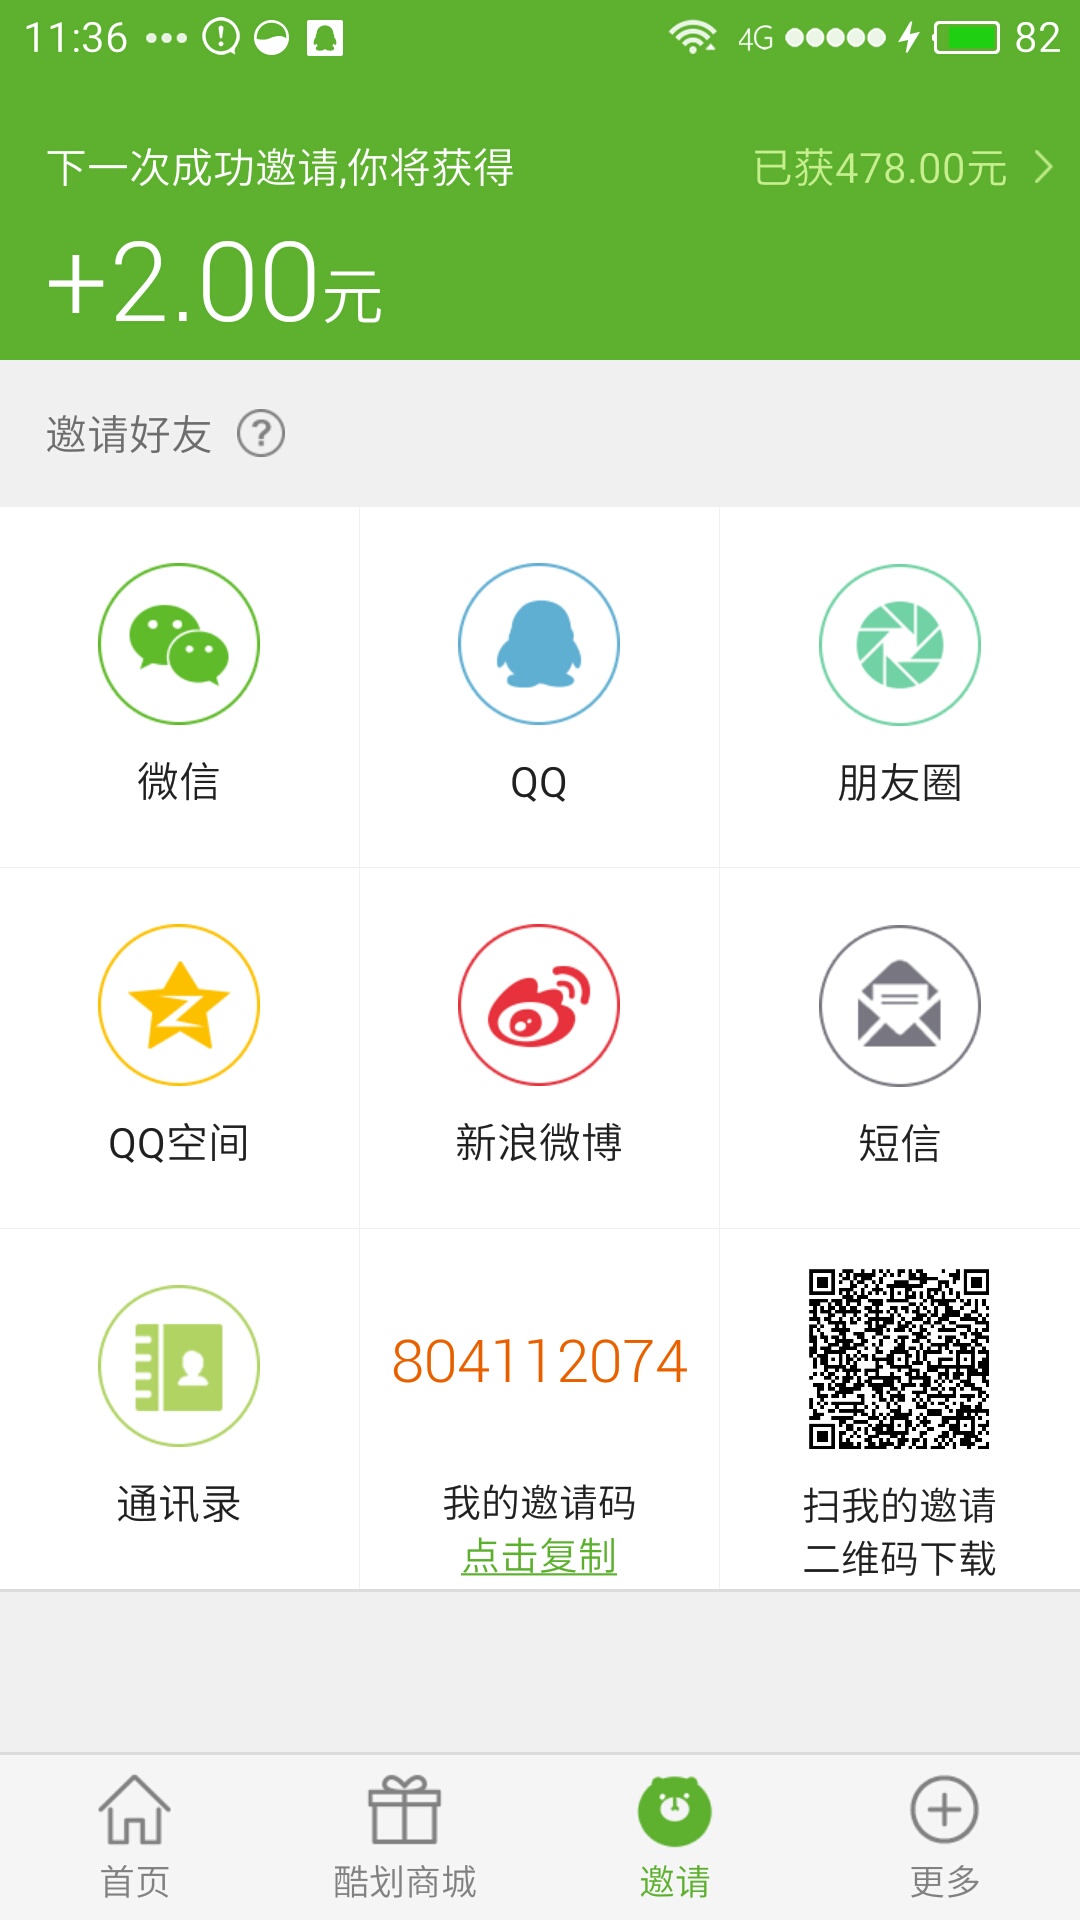 11:36
4G
82
下一次成功邀请,你将获得
已获478.00元
+2.00元
邀请好友 ?
微信
QQ
朋友圈
QQ空间
新浪微博
短信
通讯录
804112074
我的邀请码
点击复制
扫我的邀请
二维码下载
首页
酷划商城
邀请
更多